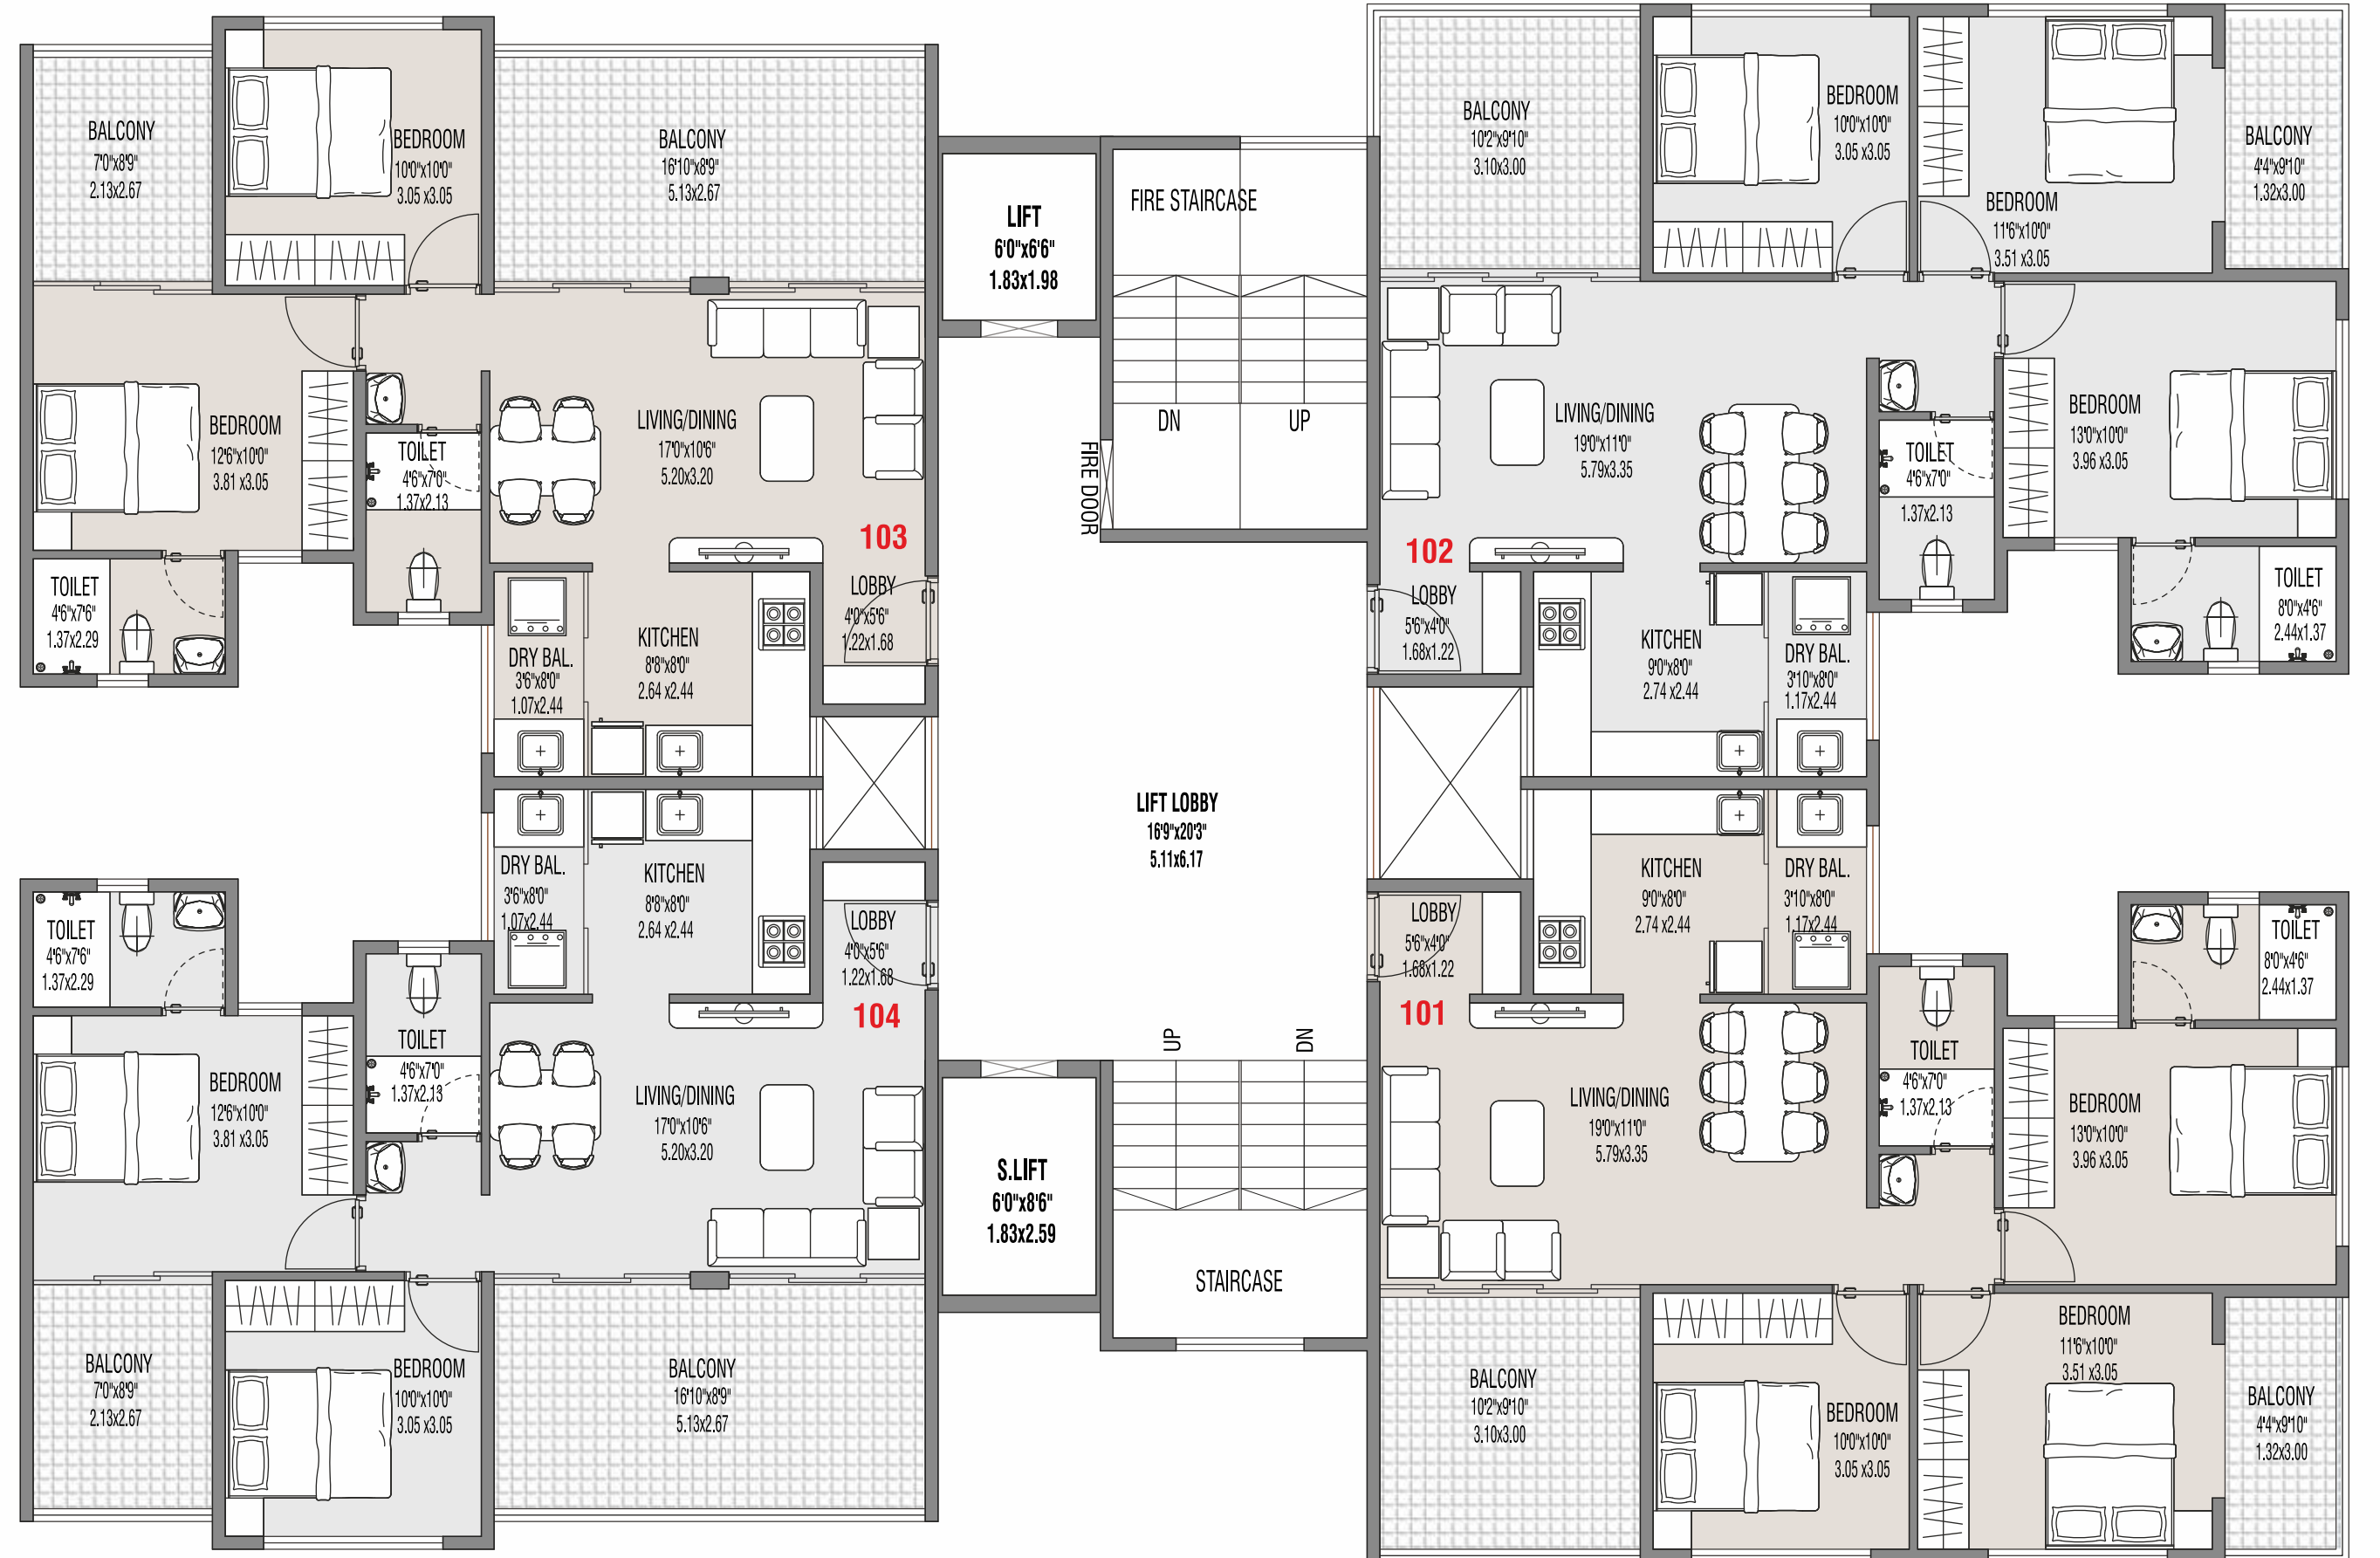 BALCONY
7'0"x8'9"
2.13x2.67
BEDROOM
10'0"x10'0"
3.05 x3.05
BALCONY
16'10"x8'9"
5.13x2.67
LIFT
6'0"x6'6"
1.83x1.98
FIRE STAIRCASE
DN
UP
FIRE DOOR
BALCONY
10'2"x9'10"
3.10x3.00
BEDROOM
10'0"x10'0"
3.05 x3.05
BEDROOM
11'6"x10'0"
3.51 x3.05
BALCONY
4'4"x9'10"
1.32x3.00
BEDROOM
12'6"x10'0"
3.81 x3.05
TOILET
4'6"x7'0"
1.37x2.13
LIVING/DINING
17'0"x10'6"
5.20x3.20
103
LIVING/DINING
19'0"x11'0"
5.79x3.35
102
TOILET
4'6"x7'0"
1.37x2.13
BEDROOM
13'0"x10'0"
3.96 x3.05
TOILET
4'6"x7'6"
1.37x2.29
DRY BAL.
3'6"x8'0"
1.07x2.44
KITCHEN
8'8"x8'0"
2.64 x2.44
LOBBY
4'0"x5'6"
1.22x1.68
LOBBY
5'6"x4'0"
1.68x1.22
KITCHEN
9'0"x8'0"
2.74 x2.44
DRY BAL.
3'10"x8'0"
1.17x2.44
TOILET
8'0"x4'6"
2.44x1.37
LIFT LOBBY
16'9"x20'3"
5.11x6.17
TOILET
4'6"x7'6"
1.37x2.29
DRY BAL.
3'6"x8'0"
1.07x2.44
KITCHEN
8'8"x8'0"
2.64 x2.44
LOBBY
4'0"x5'6"
1.22x1.68
104
LOBBY
5'6"x4'0"
1.68x1.22
101
KITCHEN
9'0"x8'0"
2.74 x2.44
DRY BAL.
3'10"x8'0"
1.17x2.44
TOILET
8'0"x4'6"
2.44x1.37
BEDROOM
12'6"x10'0"
3.81 x3.05
TOILET
4'6"x7'0"
1.37x2.13
LIVING/DINING
17'0"x10'6"
5.20x3.20
UP
DN
LIVING/DINING
19'0"x11'0"
5.79x3.35
TOILET
4'6"x7'0"
1.37x2.13
BEDROOM
13'0"x10'0"
3.96 x3.05
S.LIFT
6'0"x8'6"
1.83x2.59
STAIRCASE
BALCONY
7'0"x8'9"
2.13x2.67
BEDROOM
10'0"x10'0"
3.05 x3.05
BALCONY
16'10"x8'9"
5.13x2.67
BALCONY
10'2"x9'10"
3.10x3.00
BEDROOM
10'0"x10'0"
3.05 x3.05
BEDROOM
11'6"x10'0"
3.51 x3.05
BALCONY
4'4"x9'10"
1.32x3.00